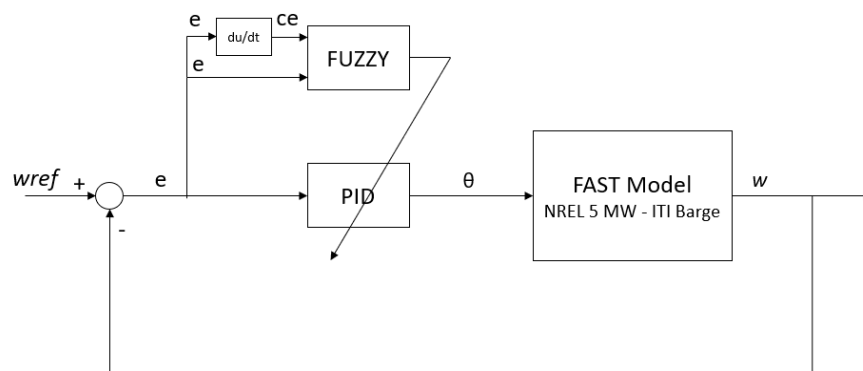 e
du/dt
ce
FUZZY
e
wref
+
-
e
PID
θ
FAST Model
NREL 5 MW - ITI Barge
w